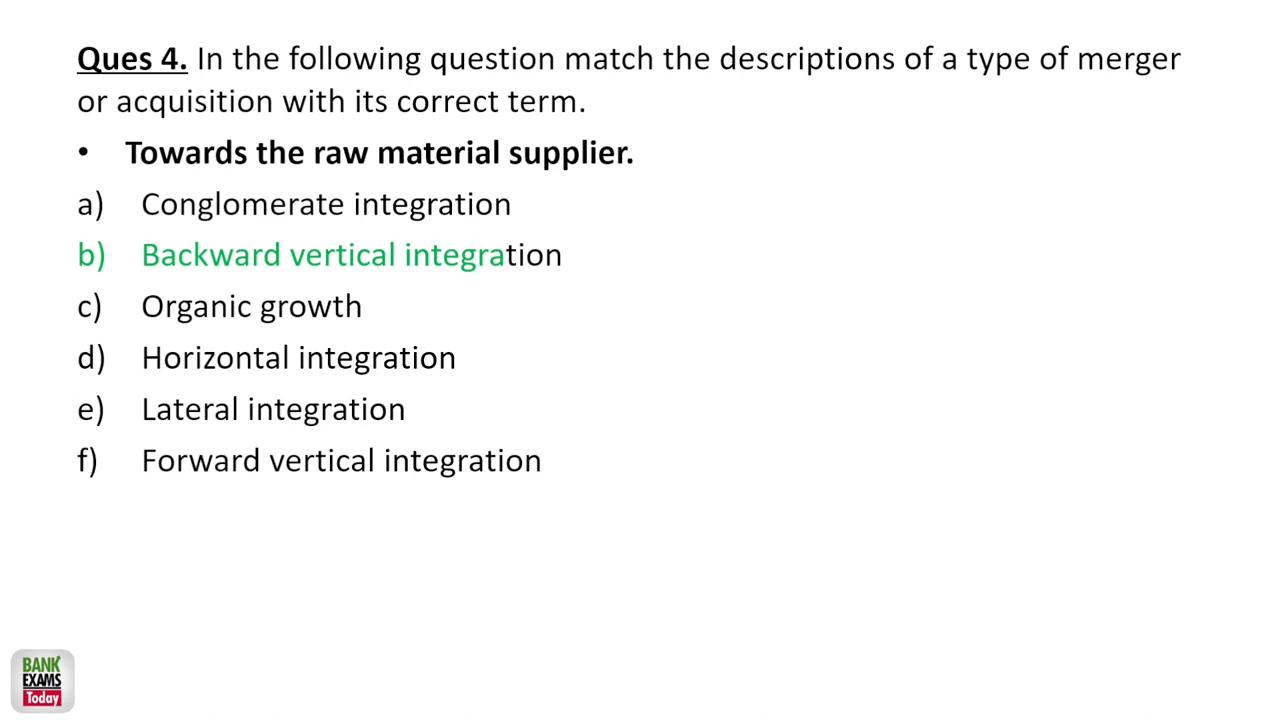 Ques 4. In the following question match the descriptions of a type of merger
or acquisition with its correct term.
• Towards the raw material supplier.
a) Conglomerate integration
b) Backward vertical integration
c) Organic growth
d) Horizontal integration
e) Lateral integration
f) Forward vertical integration
BANK
EXAMS
Today